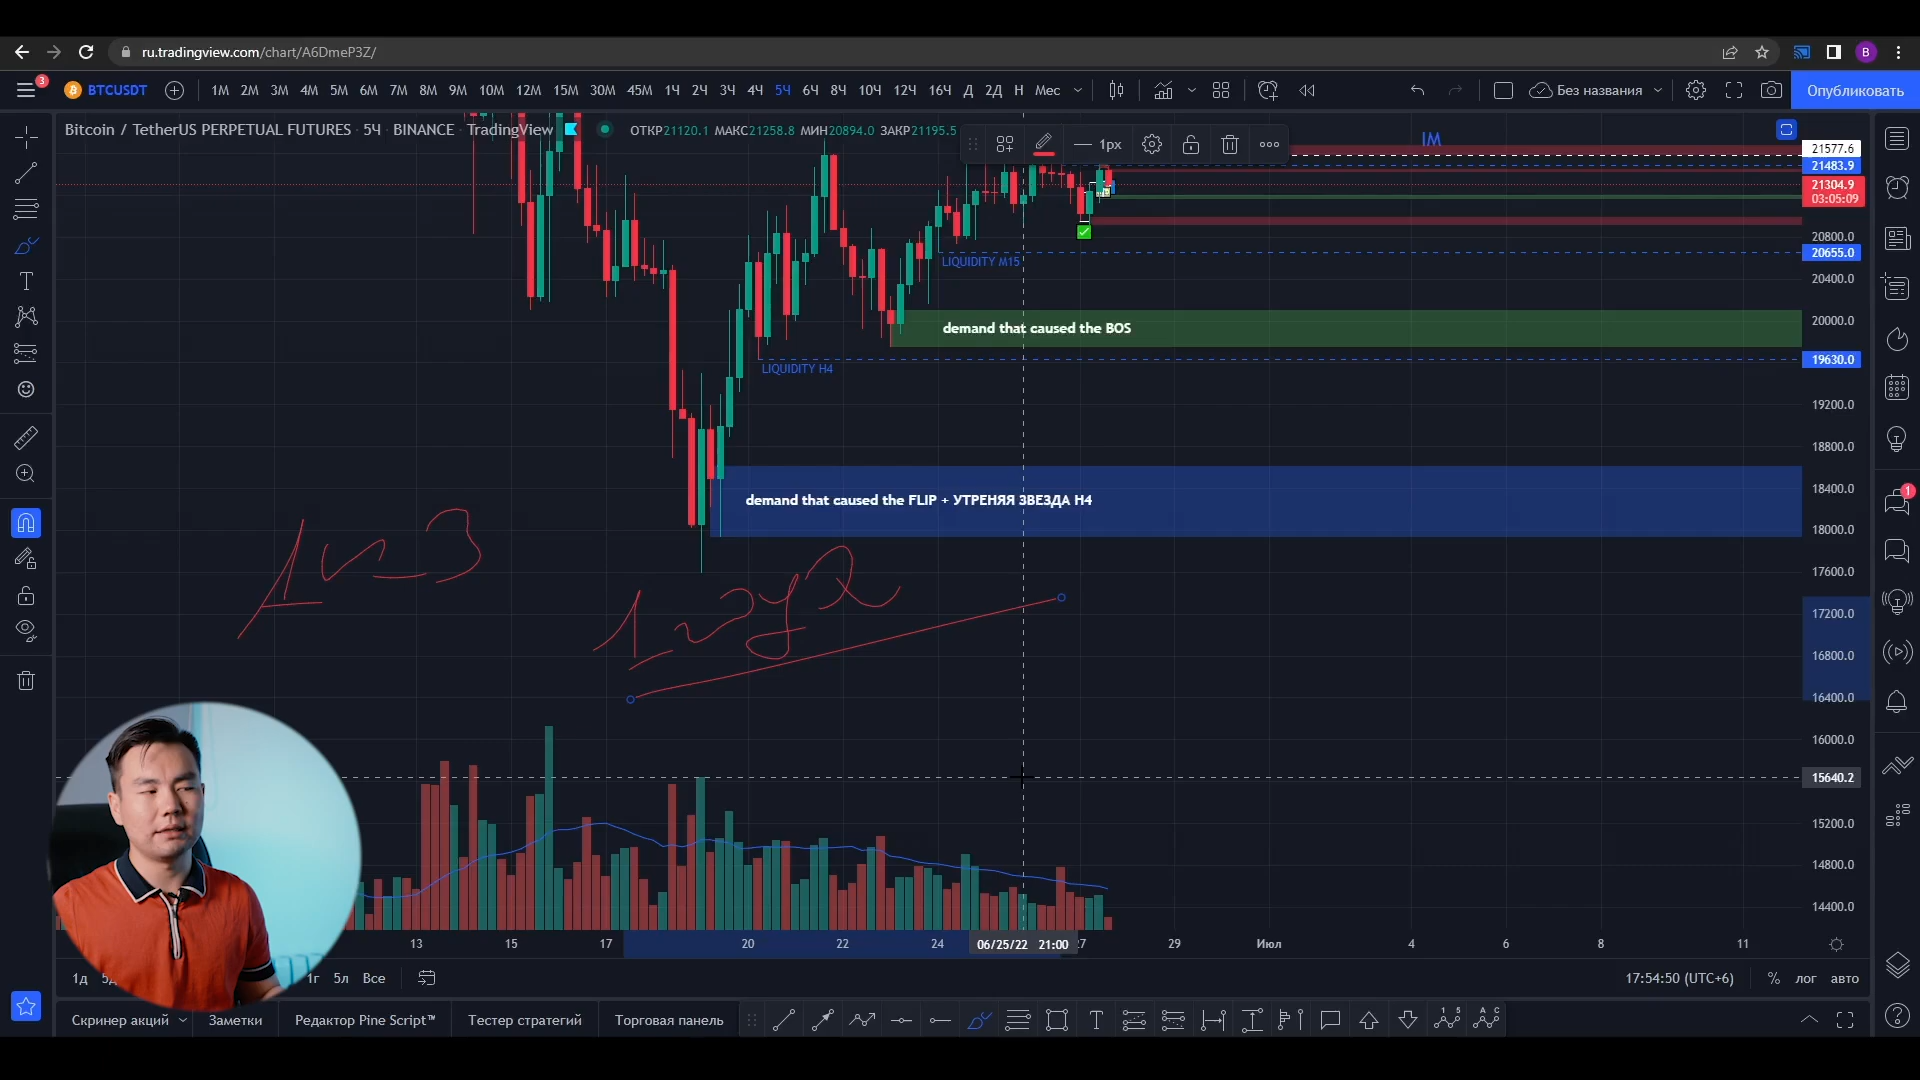 ru.tradingview.com/chart/A6DmeP3Z/
B
3
BTCUSDT 1М 2М 3М 4М 5М 6М 7М 8М 9М 10М 12М 15М 30М 45М 1Ч 2Ч 3Ч 4Ч 5Ч 6Ч 8Ч 10Ч 12Ч 16Ч Д 2Д Н Мес Без названия Опубликовать
Bitcoin / TetherUS PERPETUAL FUTURES · 5Ч · BINANCE · TradingView ОТКР21120.1 МАКС21258.8 МИН20894.0 ЗАКР21195.5
1px
IM
21577.6
21483.9
21304.9
03:05:09
20800.0
20655.0
LIQUIDITY M15
20400.0
demand that caused the BOS
20000.0
19630.0
LIQUIDITY H4
19200.0
18800.0
demand that caused the FLIP + УТРЕНЯЯ ЗВЕЗДА H4
18400.0
1
18000.0
17600.0
17200.0
16800.0
16400.0
16000.0
15640.2
15200.0
14800.0
14400.0
13 15 17 20 22 24 06/25/22 21:00 27 29 Июл 4 6 8 11
1д 1г 5л Все 17:54:50 (UTC+6) % лог авто
Скринер акций Заметки Редактор Pine Script™ Тестер стратегий Торговая панель